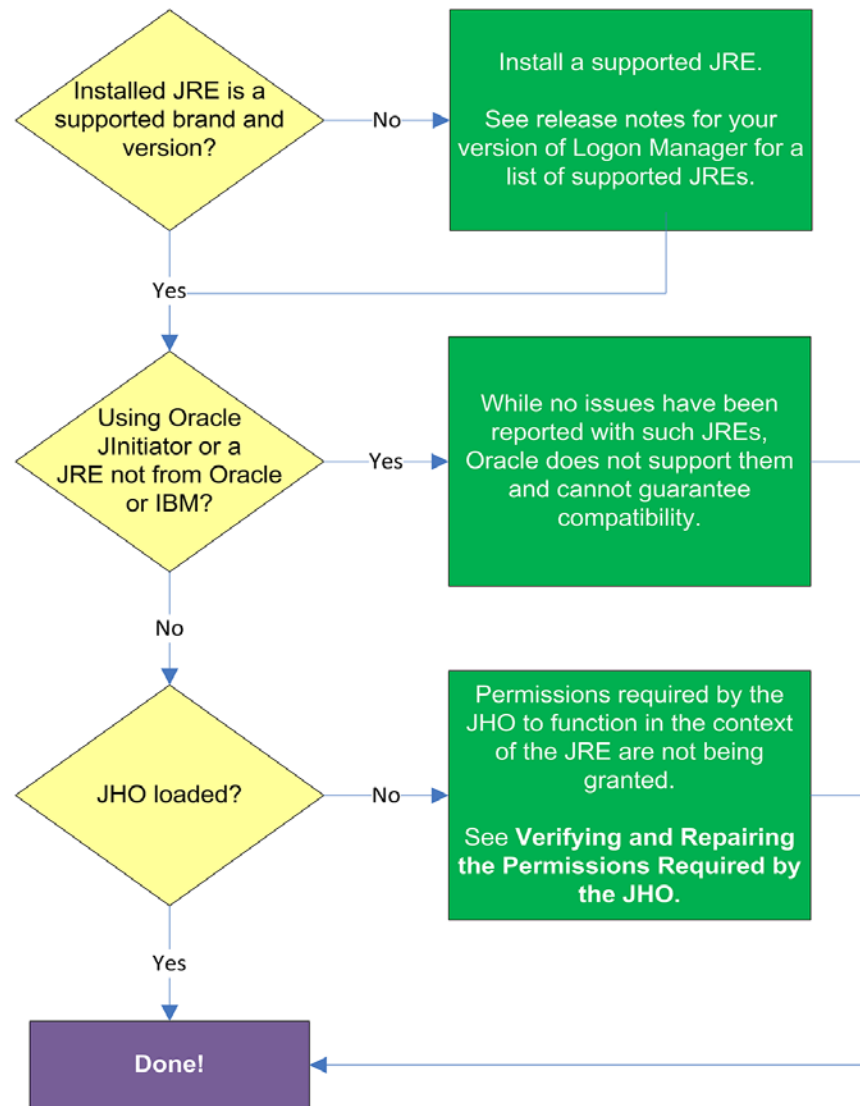 Installed JRE is a
supported brand and
version?
No
Install a supported JRE.
See release notes for your
version of Logon Manager for a
list of supported JREs.
Yes
Using Oracle
JInitiator or a
JRE not from Oracle
or IBM?
Yes
While no issues have been
reported with such JREs,
Oracle does not support them
and cannot guarantee
compatibility.
No
JHO loaded?
No
Permissions required by the
JHO to function in the context
of the JRE are not being
granted.
See Verifying and Repairing
the Permissions Required by
the JHO.
Yes
Done!